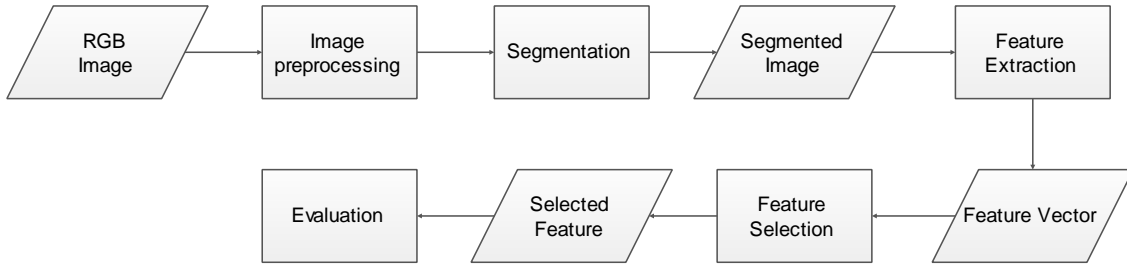 RGB
Image
Image
preprocessing
Segmentation
Segmented
Image
Feature
Extraction
Feature Vector
Feature
Selection
Selected
Feature
Evaluation